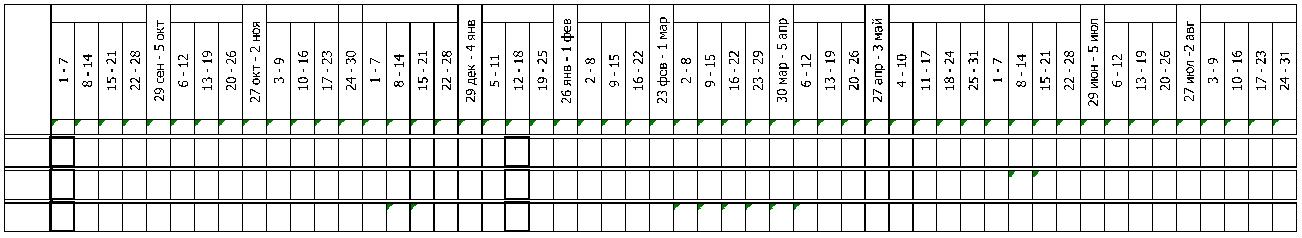 1 - 7
8 - 14
15 - 21
22 - 28
29 сен - 5 окт
6 - 12
13 - 19
20 - 26
27 окт - 2 ноя
3 - 9
10 - 16
17 - 23
24 - 30
1 - 7
8 - 14
15 - 21
22 - 28
29 дек - 4 янв
5 - 11
12 - 18
19 - 25
26 янв - 1 фев
2 - 8
9 - 15
16 - 22
23 фев - 1 мар
2 - 8
9 - 15
16 - 22
23 - 29
30 мар - 5 апр
6 - 12
13 - 19
20 - 26
27 апр - 3 май
4 - 10
11 - 17
18 - 24
25 - 31
1 - 7
8 - 14
15 - 21
22 - 28
29 июн - 5 июл
6 - 12
13 - 19
20 - 26
27 июл -2 авг
3 - 9
10 - 16
17 - 23
24 - 31